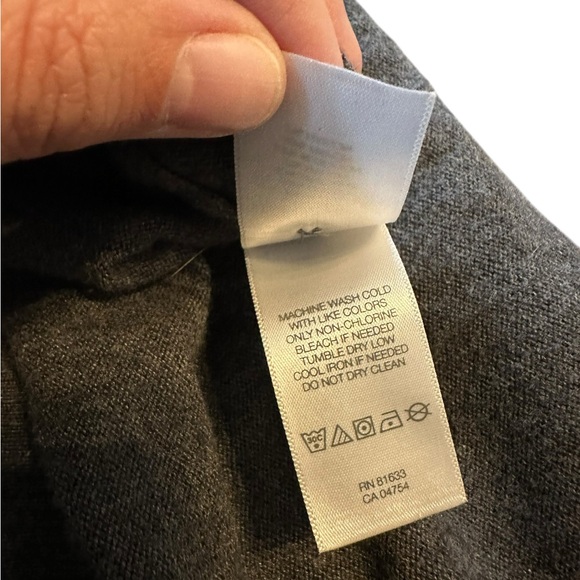 MACHINE WASH COLD
WITH LIKE COLORS
ONLY NON-CHLORINE
BLEACH IF NEEDED
TUMBLE DRY LOW
COOL IRON IF NEEDED
DO NOT DRY CLEAN
30C
RN 81633
CA 04754